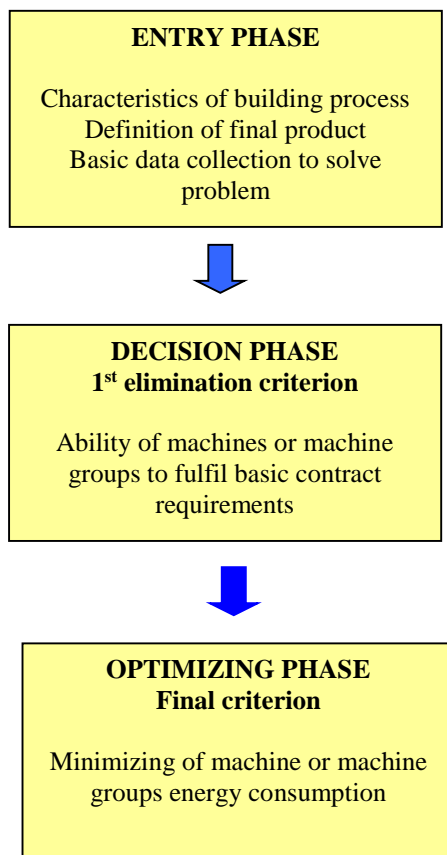 ENTRY PHASE
Characteristics of building process
Definition of final product
Basic data collection to solve
problem
DECISION PHASE
1st elimination criterion
Ability of machines or machine
groups to fulfil basic contract
requirements
OPTIMIZING PHASE
Final criterion
Minimizing of machine or machine
groups energy consumption